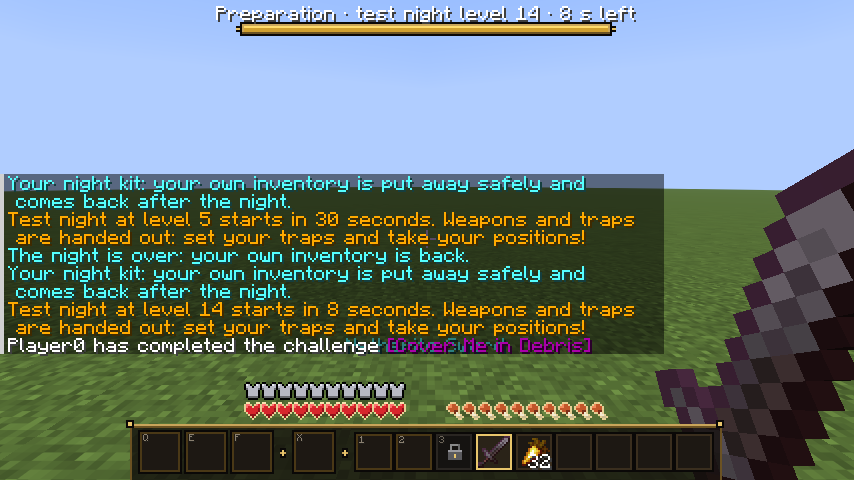 Preparation · test night level 14 · 8 s left
Your night kit: your own inventory is put away safely and
comes back after the night.
Test night at level 5 starts in 30 seconds. Weapons and traps
are handed out: set your traps and take your positions!
The night is over: your own inventory is back.
Your night kit: your own inventory is put away safely and
comes back after the night.
Test night at level 14 starts in 8 seconds. Weapons and traps
are handed out: set your traps and take your positions!
Player0 has completed the challenge [Cover Me in Debris]
Q E F X 1 2 3
32